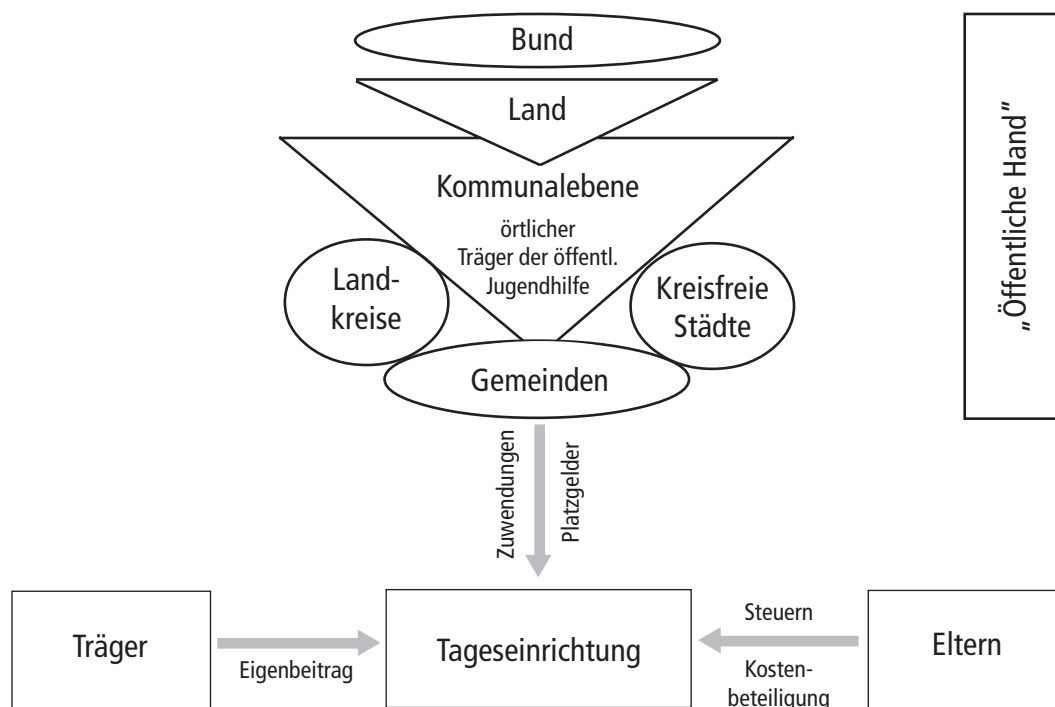 Bund
Land
Kommunalebene
örtlicher
Träger der öffentl.
Jugendhilfe
Land-
kreise
Kreisfreie
Städte
Gemeinden
„Öffentliche Hand”
Zuwendungen
Platzgelder
Träger
Eigenbeitrag
Tageseinrichtung
Steuern
Kosten-
beteiligung
Eltern